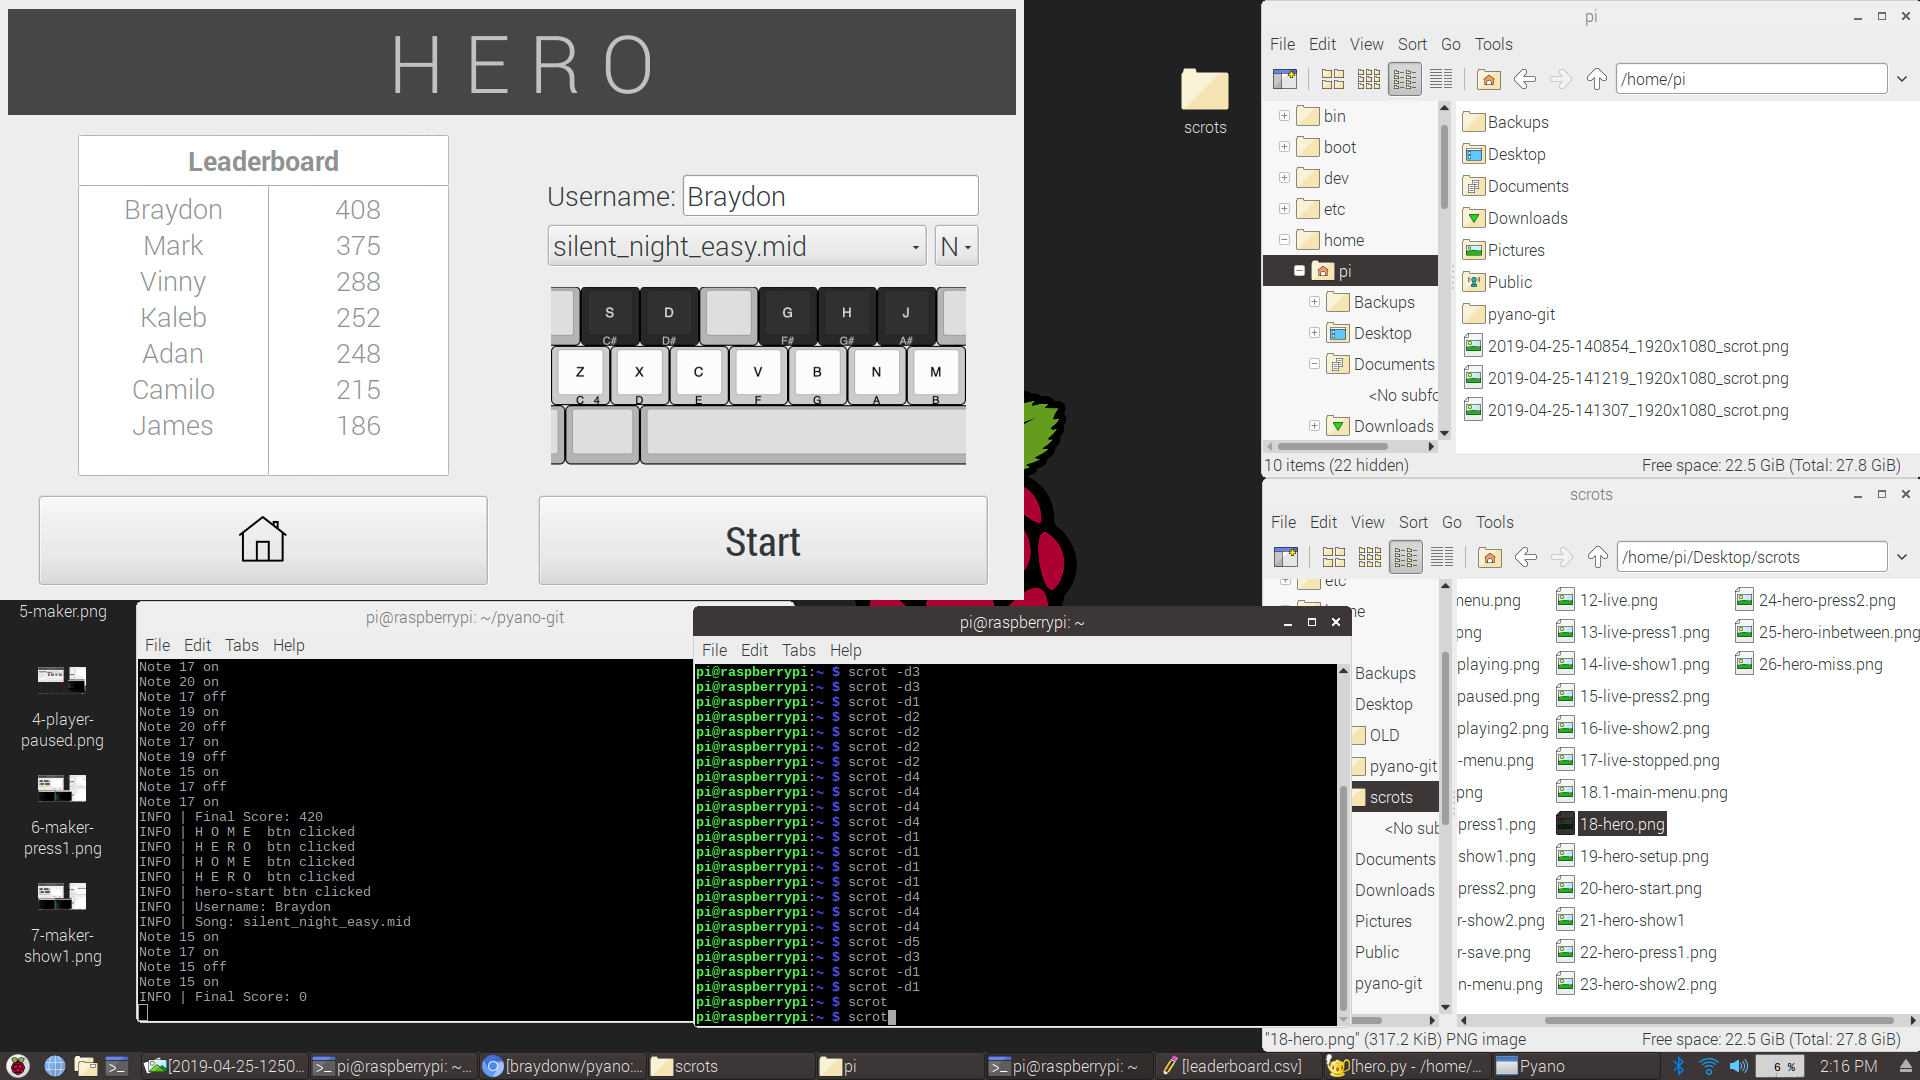 H E R O
Leaderboard
Braydon 408
Mark 375
Vinny 288
Kaleb 252
Adan 248
Camilo 215
James 186
Username: Braydon
silent_night_easy.mid N
S D G H J
C# D# F# G# A#
Z X C V B N M
C 4 D E F G A B
Start
scrots
pi
File Edit View Sort Go Tools
/home/pi
bin
boot
dev
etc
home
pi
Backups
Desktop
Documents
<No subfo
Downloads
Backups
Desktop
Documents
Downloads
Pictures
Public
pyano-git
2019-04-25-140854_1920x1080_scrot.png
2019-04-25-141219_1920x1080_scrot.png
2019-04-25-141307_1920x1080_scrot.png
10 items (22 hidden) Free space: 22.5 GiB (Total: 27.8 GiB)
scrots
File Edit View Sort Go Tools
/home/pi/Desktop/scrots
etc
me
Backups
Desktop
OLD
pyano-git
scrots
<No sub
Documents
Downloads
Pictures
Public
pyano-git
menu.png
png
playing.png
paused.png
playing2.png
-menu.png
png
press1.png
show1.png
press2.png
r-show2.png
r-save.png
n-menu.png
12-live.png
13-live-press1.png
14-live-show1.png
15-live-press2.png
16-live-show2.png
17-live-stopped.png
18.1-main-menu.png
18-hero.png
19-hero-setup.png
20-hero-start.png
21-hero-show1
22-hero-press1.png
23-hero-show2.png
24-hero-press2.png
25-hero-inbetween.png
26-hero-miss.png
"18-hero.png" (317.2 KiB) PNG image Free space: 22.5 GiB (Total: 27.8 GiB)
5-maker.png
4-player-
paused.png
6-maker-
press1.png
7-maker-
show1.png
pi@raspberrypi: ~/pyano-git
File Edit Tabs Help
Note 17 on
Note 20 on
Note 17 off
Note 19 on
Note 20 off
Note 17 on
Note 19 off
Note 15 on
Note 17 off
Note 17 on
INFO | Final Score: 420
INFO | H O M E  btn clicked
INFO | H E R O  btn clicked
INFO | H O M E  btn clicked
INFO | H E R O  btn clicked
INFO | hero-start btn clicked
INFO | Username: Braydon
INFO | Song: silent_night_easy.mid
Note 15 on
Note 17 on
Note 15 off
Note 15 on
INFO | Final Score: 0
pi@raspberrypi: ~
File Edit Tabs Help
pi@raspberrypi:~ $ scrot -d3
pi@raspberrypi:~ $ scrot -d3
pi@raspberrypi:~ $ scrot -d1
pi@raspberrypi:~ $ scrot -d2
pi@raspberrypi:~ $ scrot -d2
pi@raspberrypi:~ $ scrot -d2
pi@raspberrypi:~ $ scrot -d2
pi@raspberrypi:~ $ scrot -d4
pi@raspberrypi:~ $ scrot -d4
pi@raspberrypi:~ $ scrot -d4
pi@raspberrypi:~ $ scrot -d4
pi@raspberrypi:~ $ scrot -d1
pi@raspberrypi:~ $ scrot -d1
pi@raspberrypi:~ $ scrot -d1
pi@raspberrypi:~ $ scrot -d1
pi@raspberrypi:~ $ scrot -d4
pi@raspberrypi:~ $ scrot -d4
pi@raspberrypi:~ $ scrot -d4
pi@raspberrypi:~ $ scrot -d5
pi@raspberrypi:~ $ scrot -d3
pi@raspberrypi:~ $ scrot -d1
pi@raspberrypi:~ $ scrot -d1
pi@raspberrypi:~ $ scrot
pi@raspberrypi:~ $ scrot
[2019-04-25-1250... pi@raspberrypi: ~... [braydonw/pyano:... scrots pi pi@raspberrypi: ~ [leaderboard.csv] [hero.py - /home/... Pyano 6 % 2:16 PM